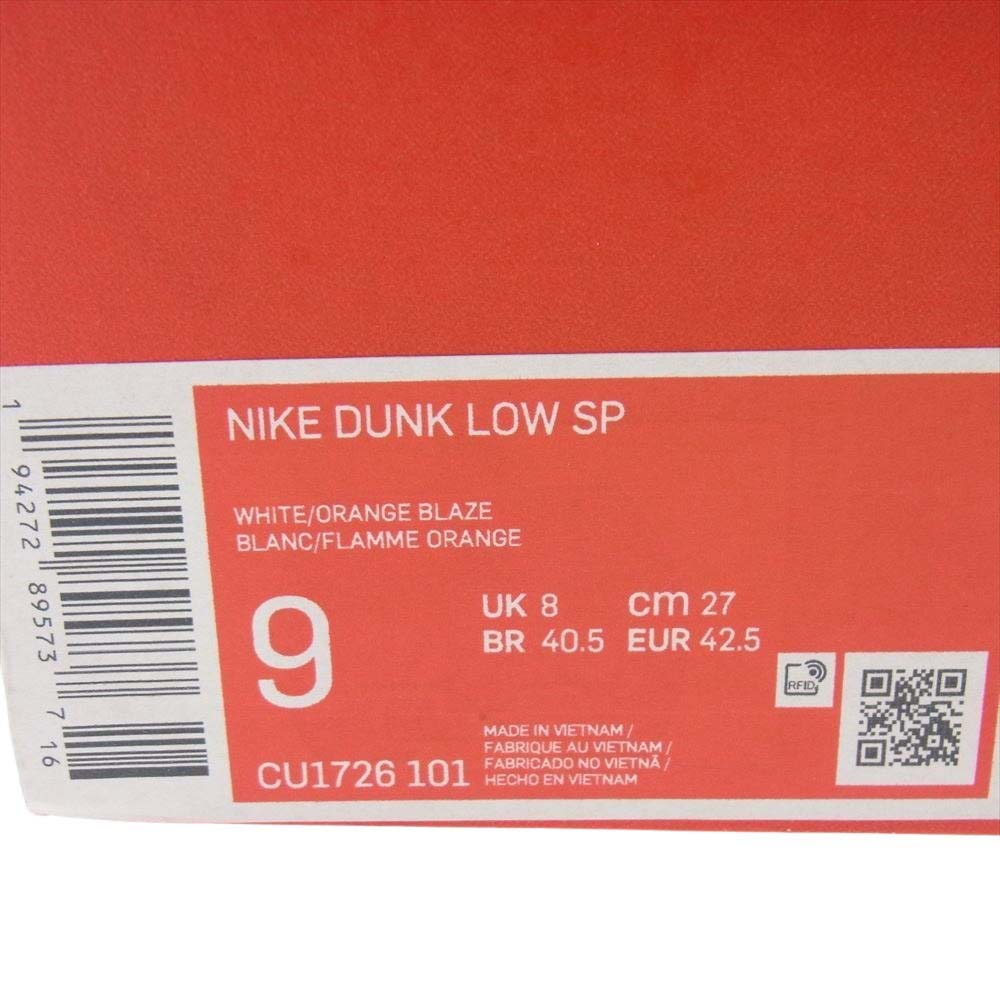 NIKE DUNK LOW SP
WHITE/ORANGE BLAZE
BLANC/FLAMME ORANGE
9
UK 8 cm 27
BR 40.5 EUR 42.5
RFID
CU1726 101
MADE IN VIETNAM /
FABRIQUE AU VIETNAM /
FABRICADO NO VIETNÃ /
HECHO EN VIETNAM
1 94272 89573 7 16